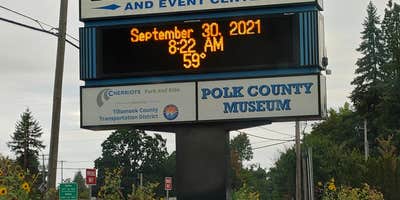 AND EVENT CENTER
September 30, 2021
8:22 AM
59°
CHERRIOTS Park And Ride
Tillamook County
Transportation District
POLK COUNTY
MUSEUM